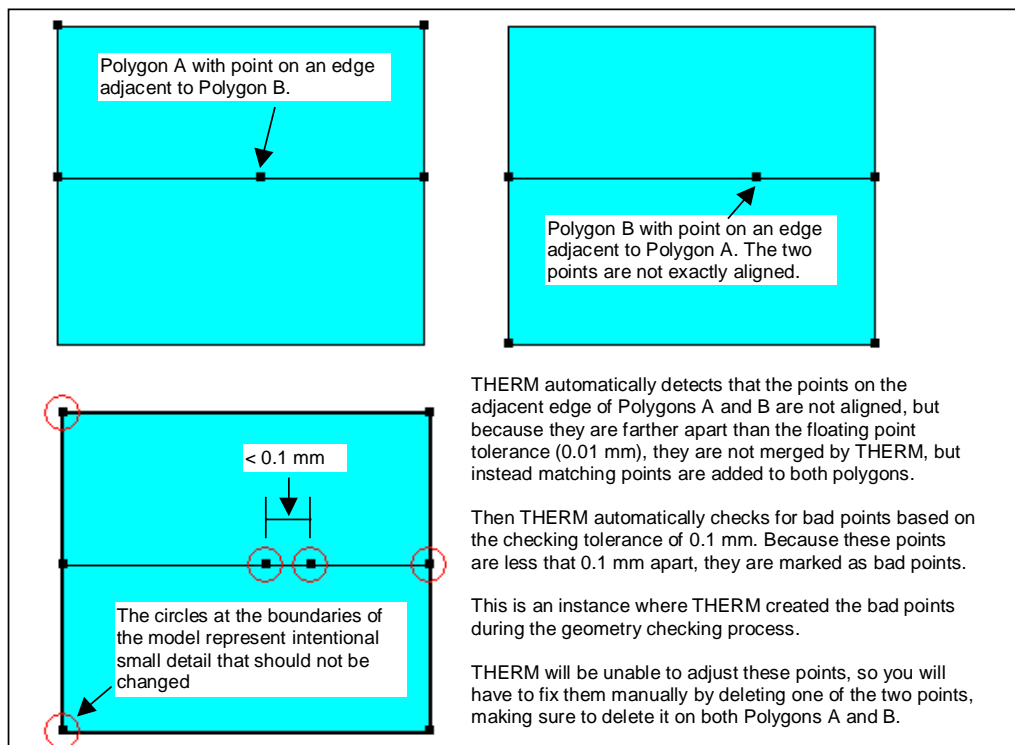 Polygon A with point on an edge
adjacent to Polygon B.
Polygon B with point on an edge
adjacent to Polygon A. The two
points are not exactly aligned.
< 0.1 mm
The circles at the boundaries of
the model represent intentional
small detail that should not be
changed
THERM automatically detects that the points on the
adjacent edge of Polygons A and B are not aligned, but
because they are farther apart than the floating point
tolerance (0.01 mm), they are not merged by THERM, but
instead matching points are added to both polygons.
Then THERM automatically checks for bad points based on
the checking tolerance of 0.1 mm. Because these points
are less that 0.1 mm apart, they are marked as bad points.
This is an instance where THERM created the bad points
during the geometry checking process.
THERM will be unable to adjust these points, so you will
have to fix them manually by deleting one of the two points,
making sure to delete it on both Polygons A and B.